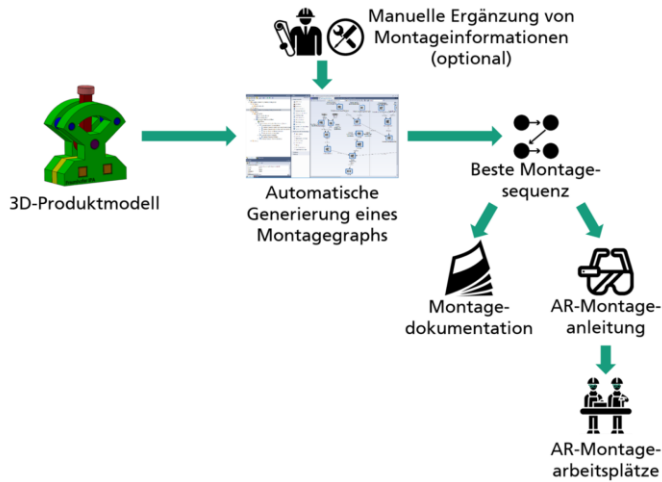 Manuelle Ergänzung von
Montageinformationen
(optional)
3D-Produktmodell
Automatische
Generierung eines
Montagegraphs
Beste Montage-
sequenz
Montage-
dokumentation
AR-Montage-
anleitung
AR-Montage-
arbeitsplätze